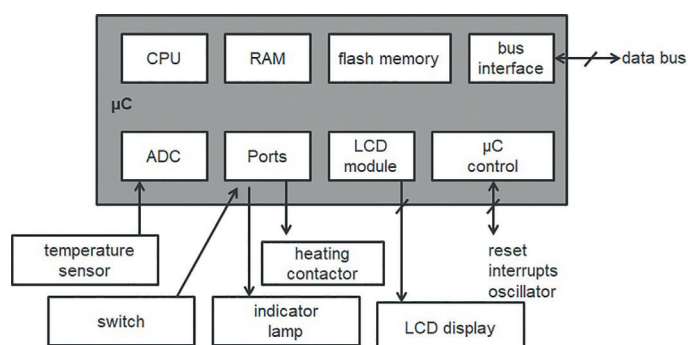 CPU
RAM
flash memory
bus
interface
data bus
µC
ADC
Ports
LCD
module
µC
control
temperature
sensor
heating
contactor
reset
interrupts
oscillator
switch
indicator
lamp
LCD display